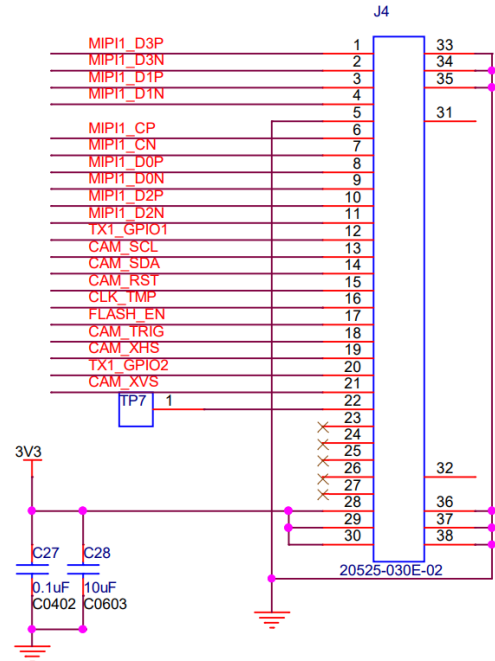 J4
MIPI1_D3P 1 33
MIPI1_D3N 2 34
MIPI1_D1P 3 35
MIPI1_D1N 4
5 31
MIPI1_CP 6
MIPI1_CN 7
MIPI1_D0P 8
MIPI1_D0N 9
MIPI1_D2P 10
MIPI1_D2N 11
TX1_GPIO1 12
CAM_SCL 13
CAM_SDA 14
CAM_RST 15
CLK_TMP 16
FLASH_EN 17
CAM_TRIG 18
CAM_XHS 19
TX1_GPIO2 20
CAM_XVS 21
TP7 1 22
23
24
25
3V3 26 32
27
28 36
29 37
30 38
C27 C28
20525-030E-02
0.1uF 10uF
C0402 C0603